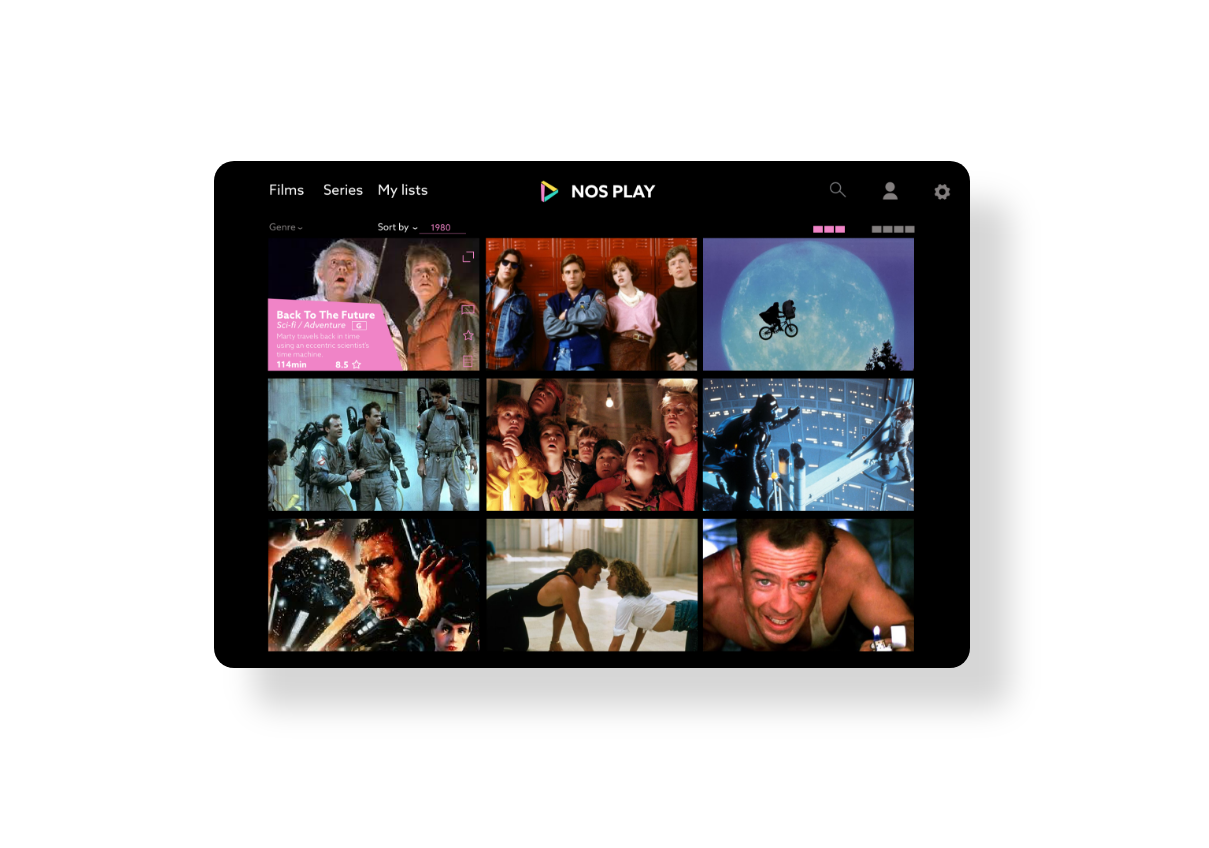 Films Series My lists NOS PLAY
Genre Sort by 1980
Back To The Future
Sci-fi / Adventure G
Marty travels back in time
using an eccentric scientist's
time machine.
114min 8.5